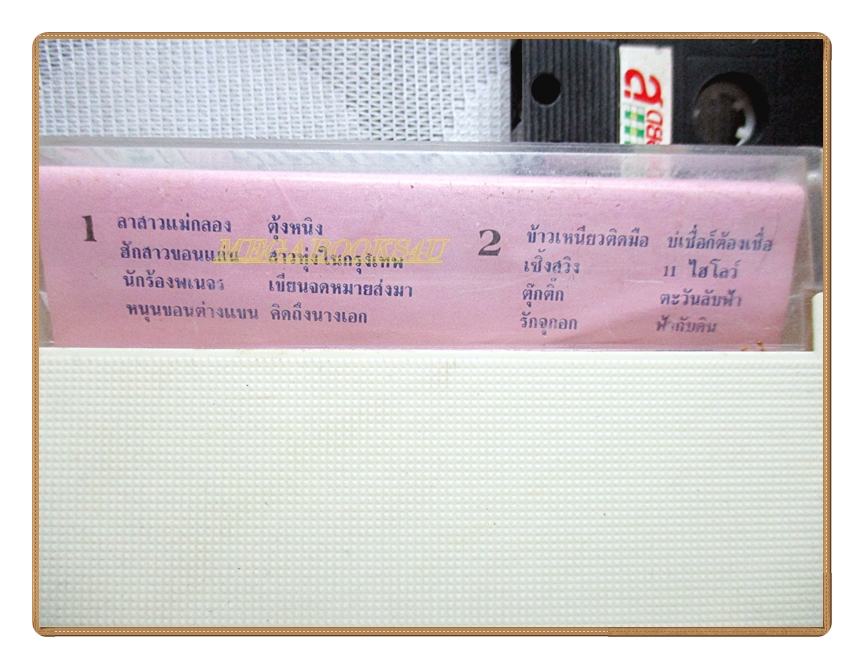 1
ลาสาวแม่กลอง ตุ้งหนิง
สักสาวขอนแก่น สาวทุ่งในกรุงเทพ
นักร้องพเนจร เขียนจดหมายส่งมา
หนุนขอนต่างแขน คิดถึงนางเอก
2
ข้าวเหนียวติดมือ บ่เชื่อก็ต้องเชื่อ
เชิงสวิง 11 ไฮโลว์
ตุ๊กติ๊ก ตะวันลับฟ้า
รักจุกอก ฟ้ากับดิน
MEGABOOKS4U